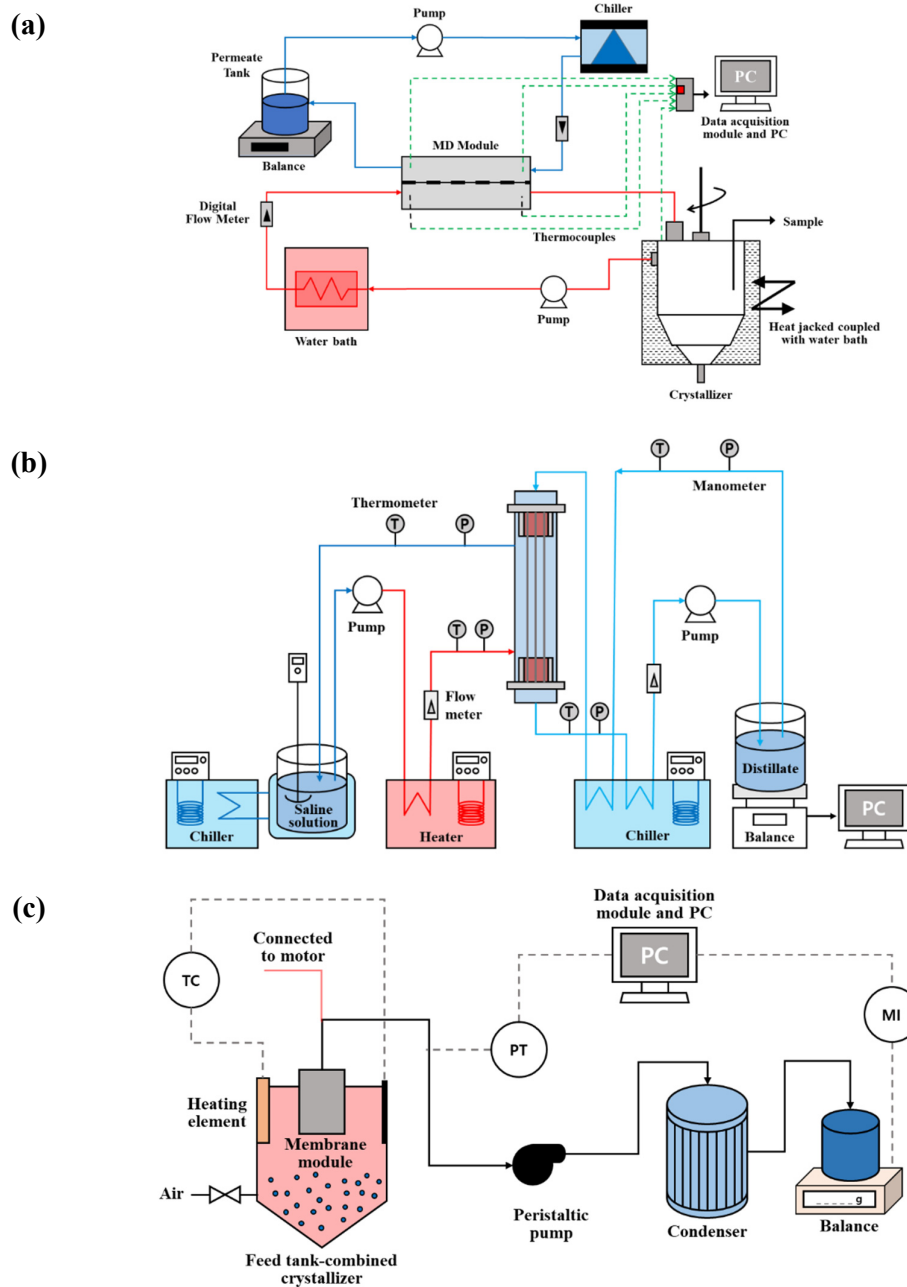 (a)
Pump
Chiller
Permeate
Tank
PC
Data acquisition
module and PC
Balance
MD Module
Digital
Flow Meter
Thermocouples
Sample
Pump
Water bath
Heat jacked coupled
with water bath
Crystallizer
(b)
T
P
T
P
Manometer
Thermometer
Pump
T
P
Pump
Flow
meter
T
P
Distillate
Saline
solution
PC
Chiller
Heater
Chiller
Balance
(c)
Data acquisition
module and PC
Connected
to motor
PC
TC
MI
PT
Heating
element
Membrane
module
Air
g
Peristaltic
pump
Condenser
Balance
Feed tank-combined
crystallizer